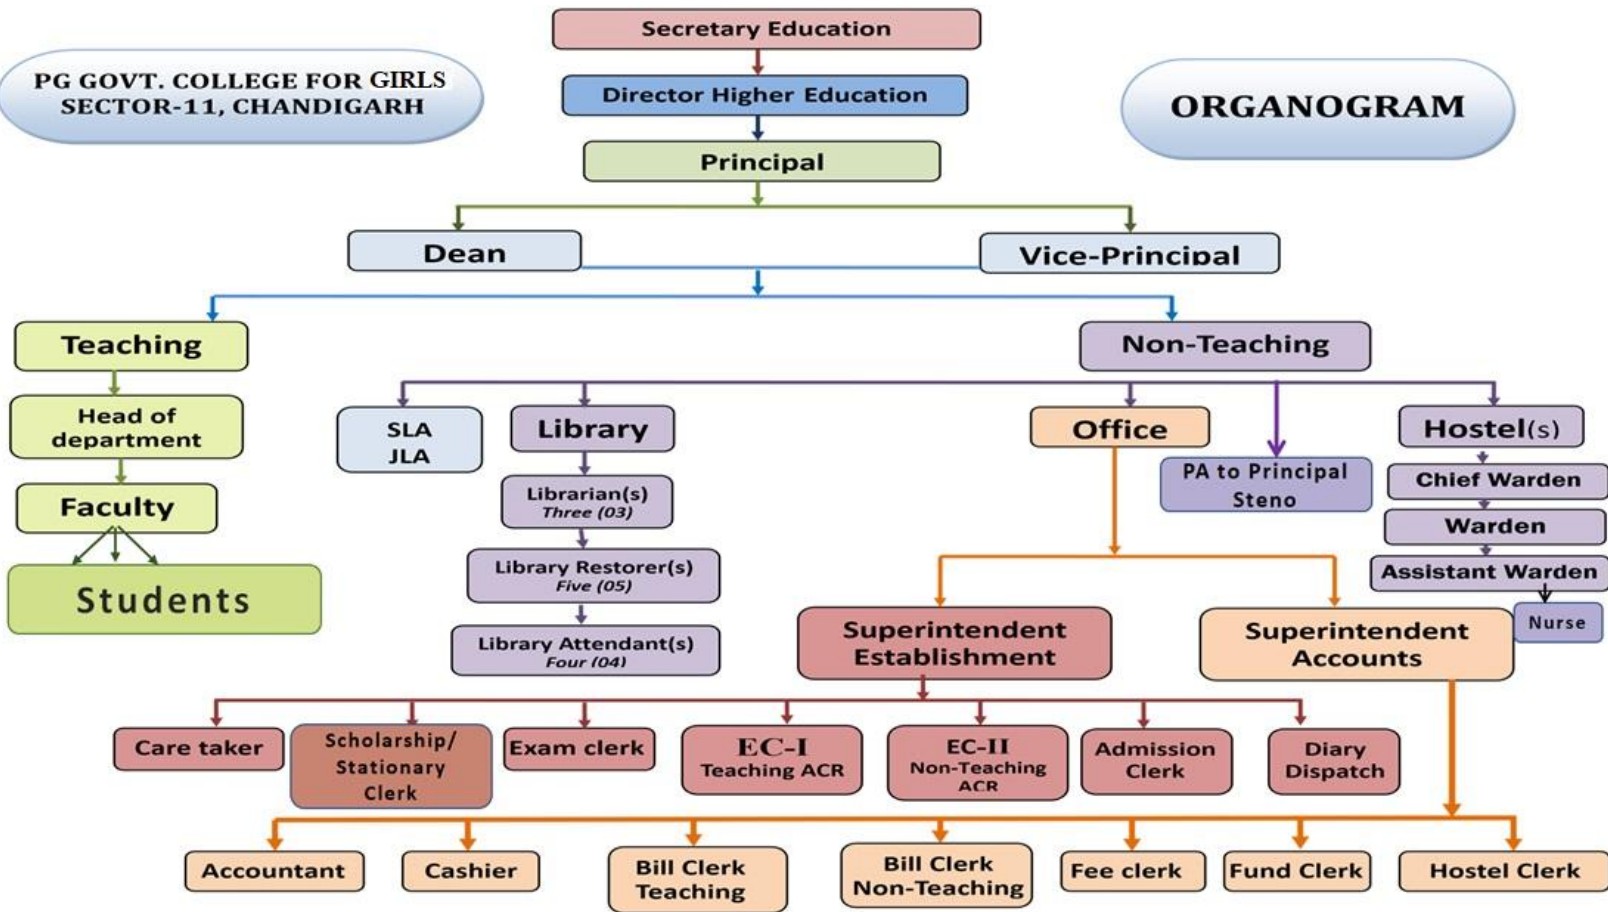 Secretary Education
PG GOVT. COLLEGE FOR GIRLS
SECTOR-11, CHANDIGARH
Director Higher Education
ORGANOGRAM
Principal
Dean
Vice-Principal
Teaching
Non-Teaching
Head of
department
SLA
JLA
Library
Office
Hostel(s)
PA to Principal
Steno
Chief Warden
Faculty
Librarian(s)
Three (03)
Warden
Library Restorer(s)
Five (05)
Assistant Warden
Students
Nurse
Library Attendant(s)
Four (04)
Superintendent
Establishment
Superintendent
Accounts
Care taker
Scholarship/
Stationary
Clerk
Exam clerk
EC-I
Teaching ACR
EC-II
Non-Teaching
ACR
Admission
Clerk
Diary
Dispatch
Accountant
Cashier
Bill Clerk
Teaching
Bill Clerk
Non-Teaching
Fee clerk
Fund Clerk
Hostel Clerk